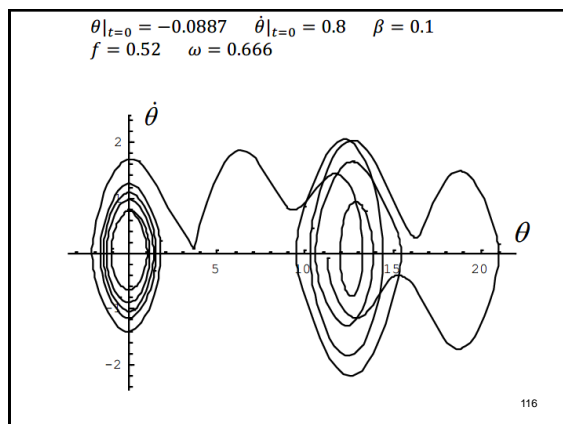 θ|t=0 = −0.0887 θ̇|t=0 = 0.8 β = 0.1
f = 0.52 ω = 0.666
θ̇
2
1
θ
5
10
15
20
-2
116